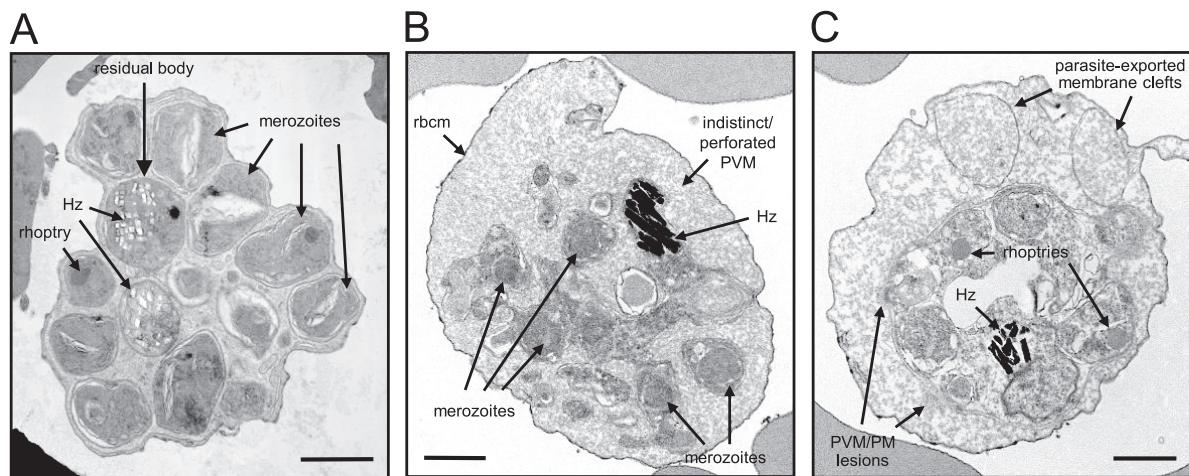 A
residual body
merozoites
Hz
rhoptry
B
rbcm
indistinct/
perforated
PVM
Hz
merozoites
merozoites
C
parasite-exported
membrane clefts
rhoptries
Hz
PVM/PM
lesions